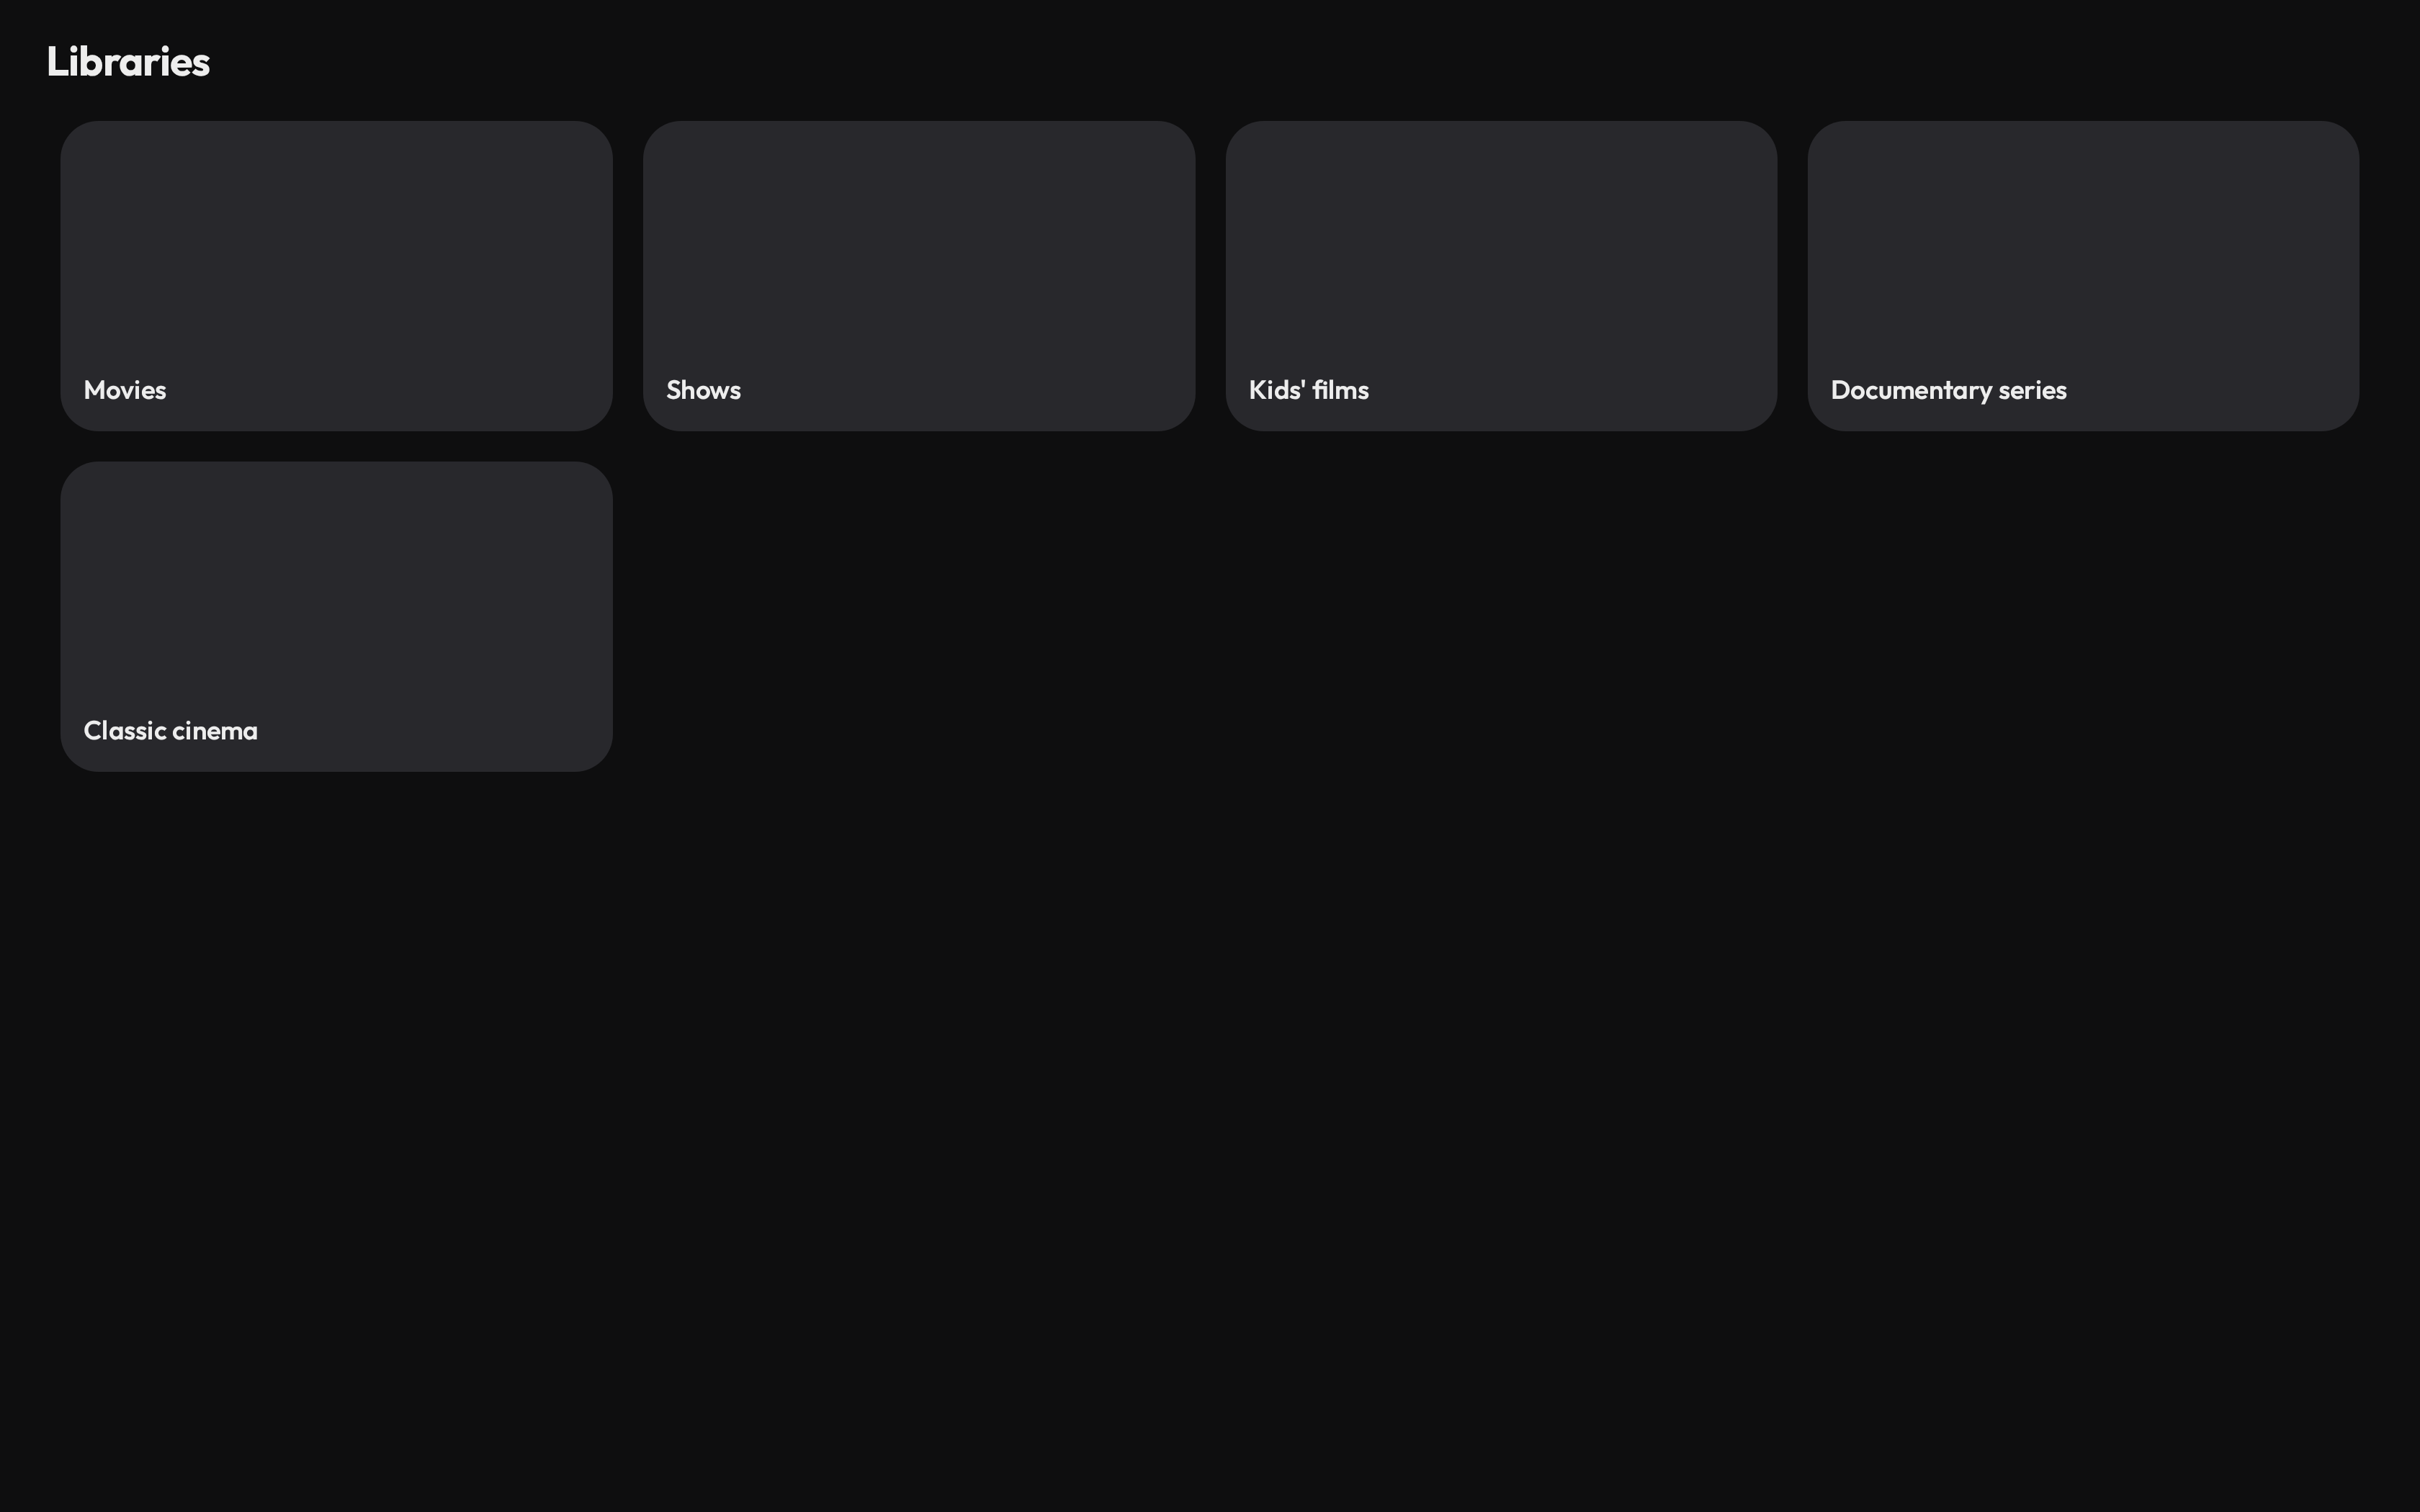 Libraries
Movies
Shows
Kids' films
Documentary series
Classic cinema